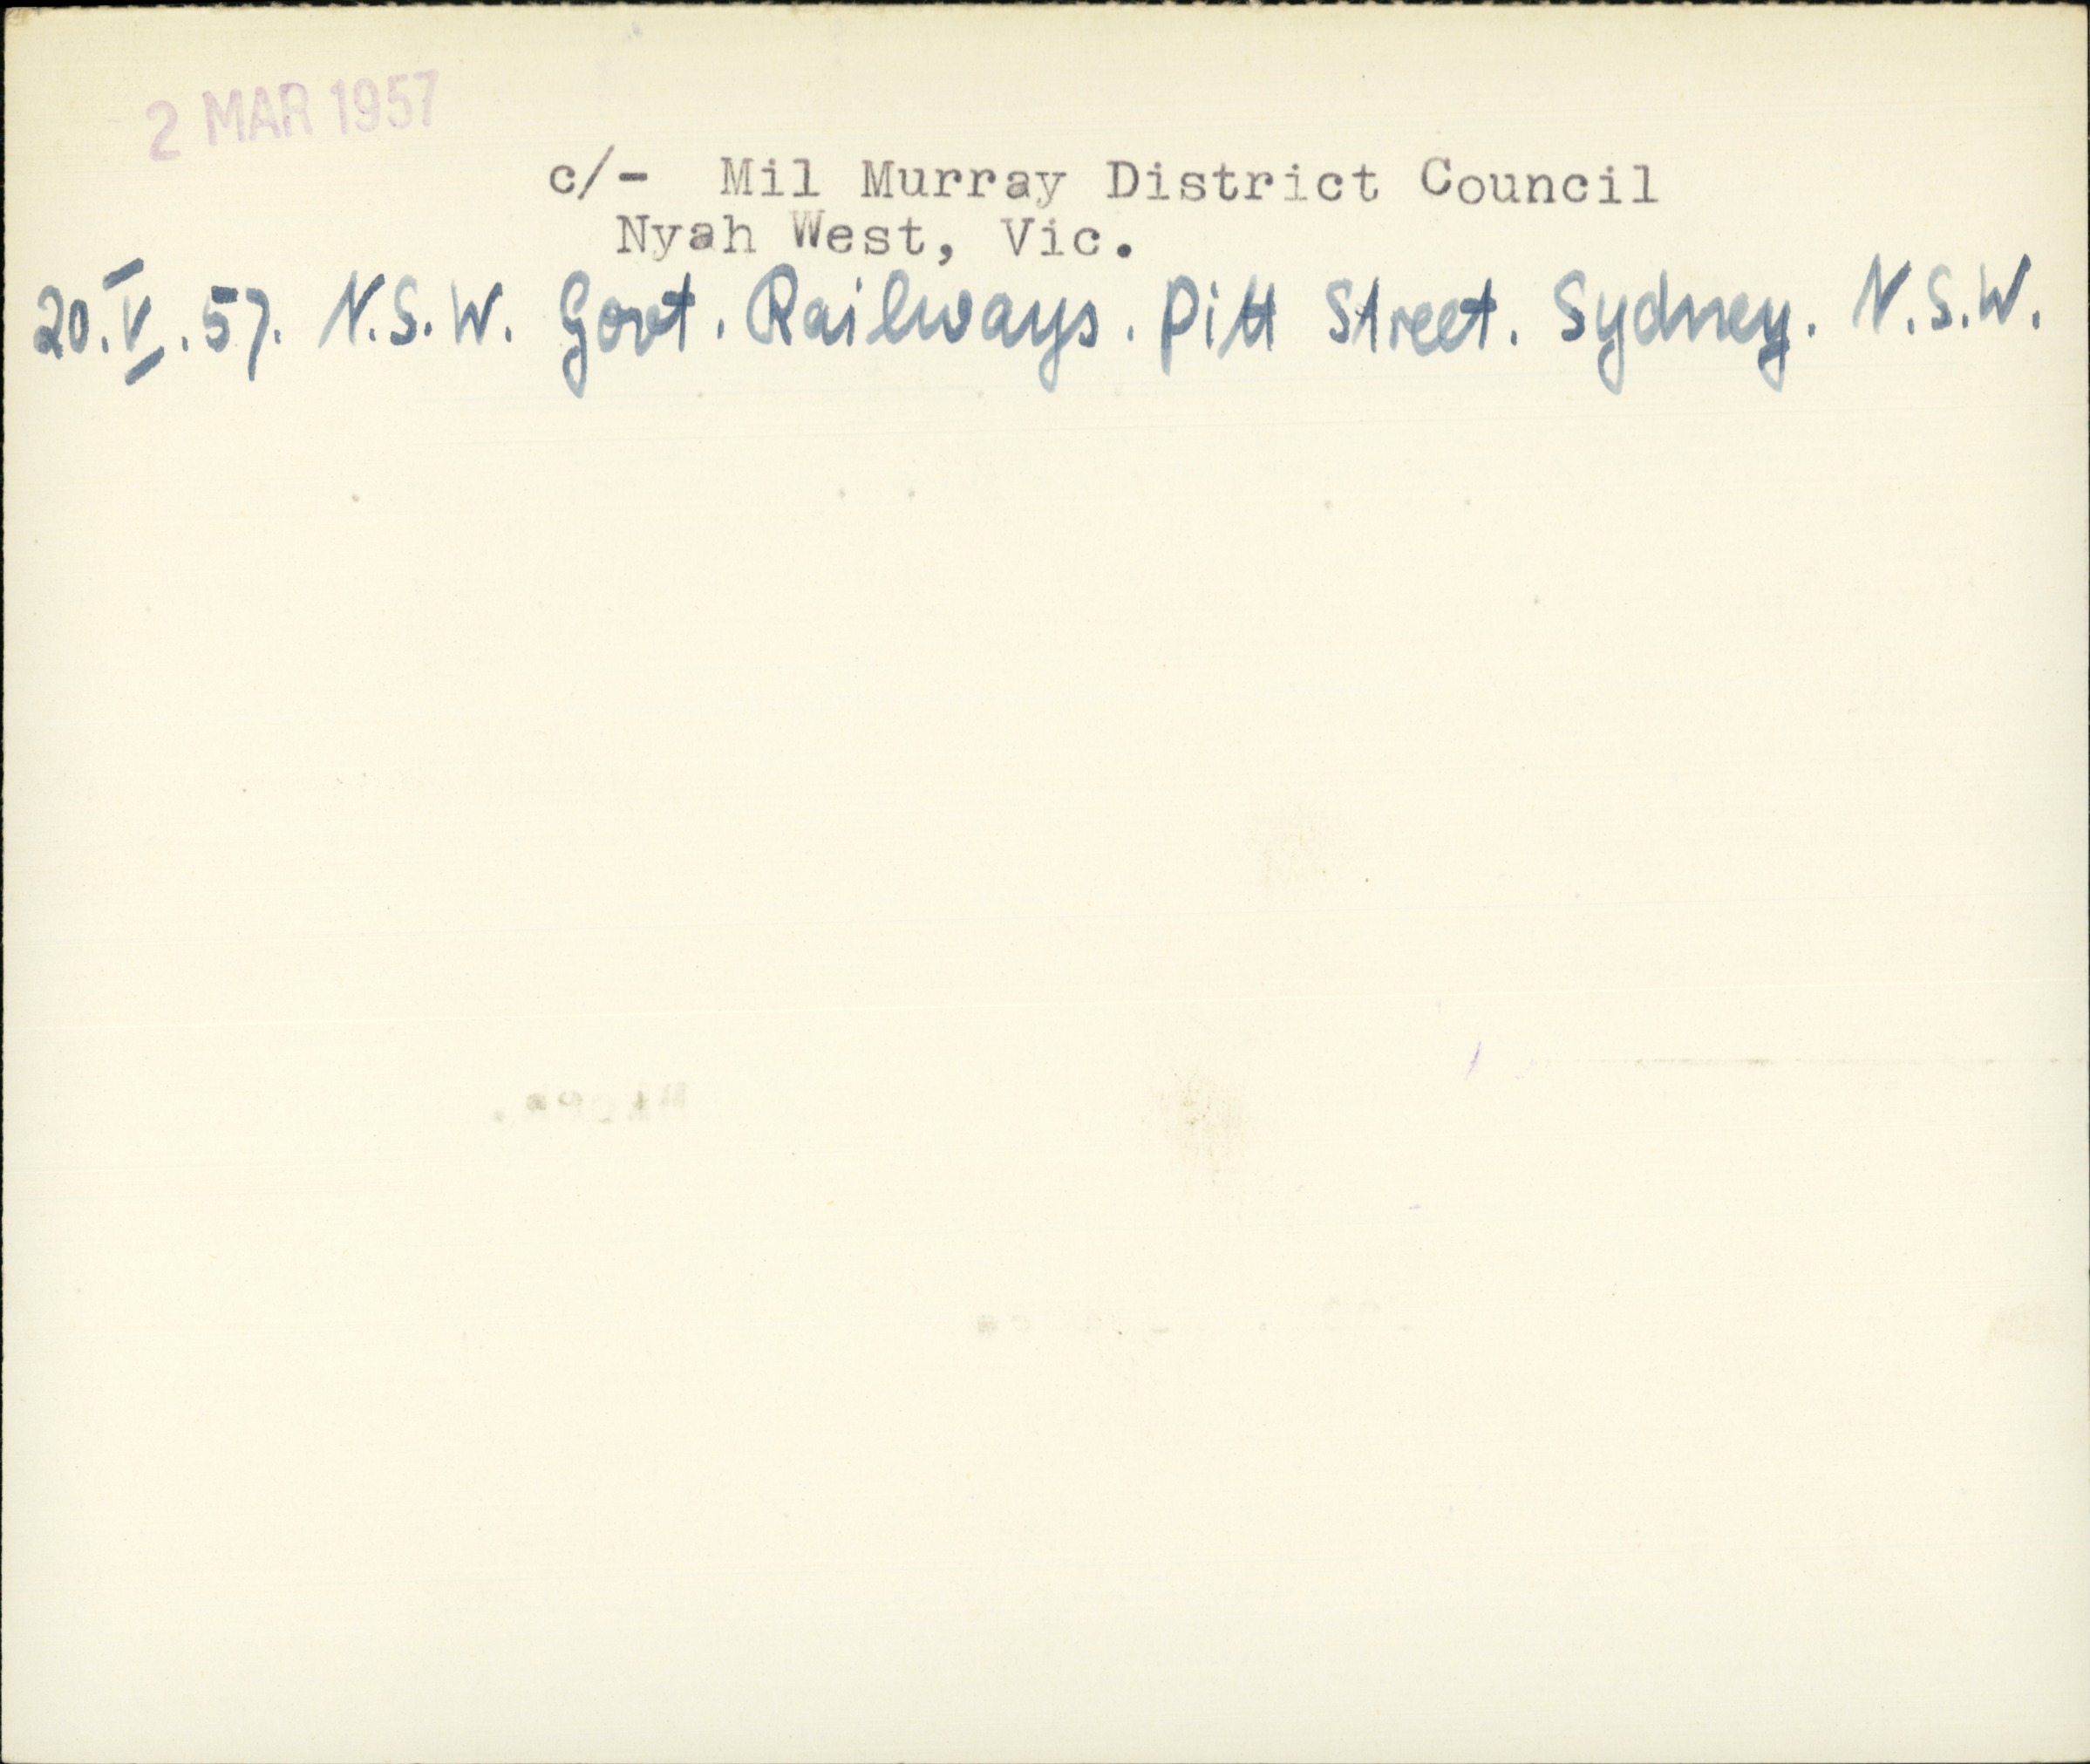 2 MAR 1957
c/- Mil Murray District Council
Nyah West, Vic.
20.V.57. N.S.W. Govt. Railways. Pitt Street. Sydney. N.S.W.